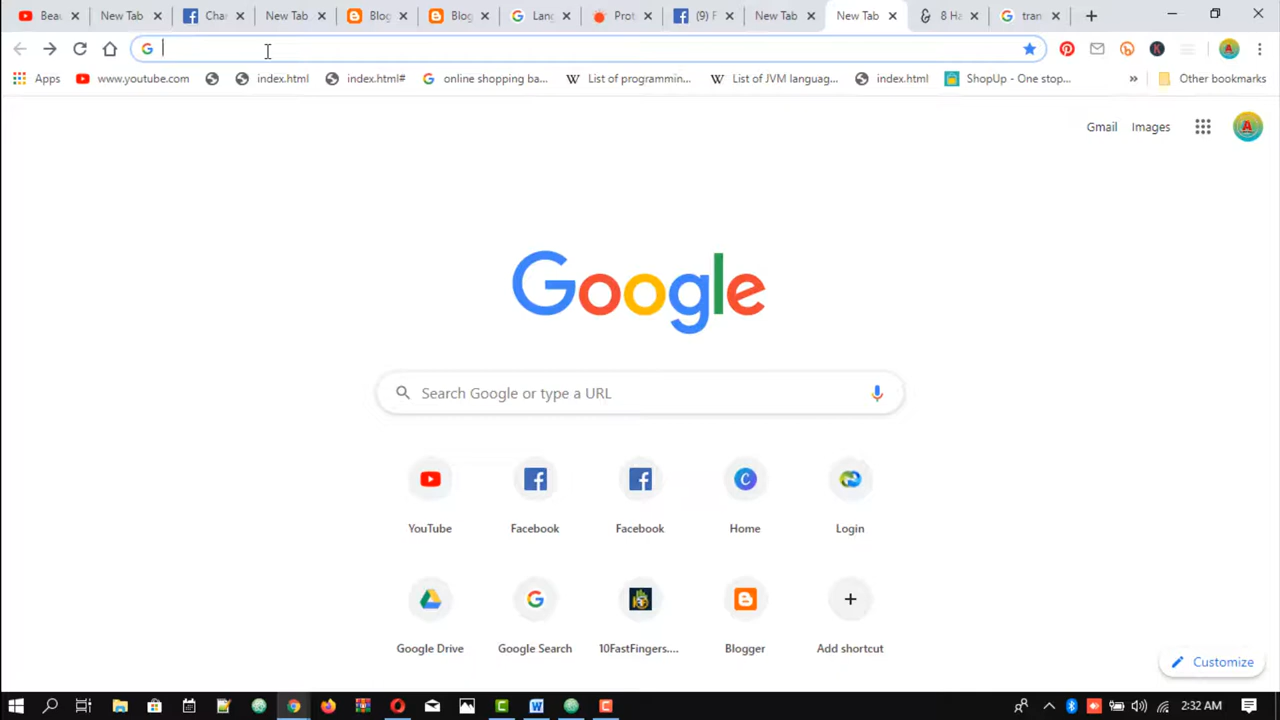 Beau New Tab Cha New Tab Blog Blog Lang Prot (9) F New Tab New Tab 8 Ha tran
Apps www.youtube.com index.html index.html# online shopping ba... List of programmin... List of JVM languag... index.html ShopUp - One stop... » Other bookmarks
Gmail Images
Google
Search Google or type a URL
YouTube Facebook Facebook Home Login
Google Drive Google Search 10FastFingers.... Blogger Add shortcut
Customize
2:32 AM